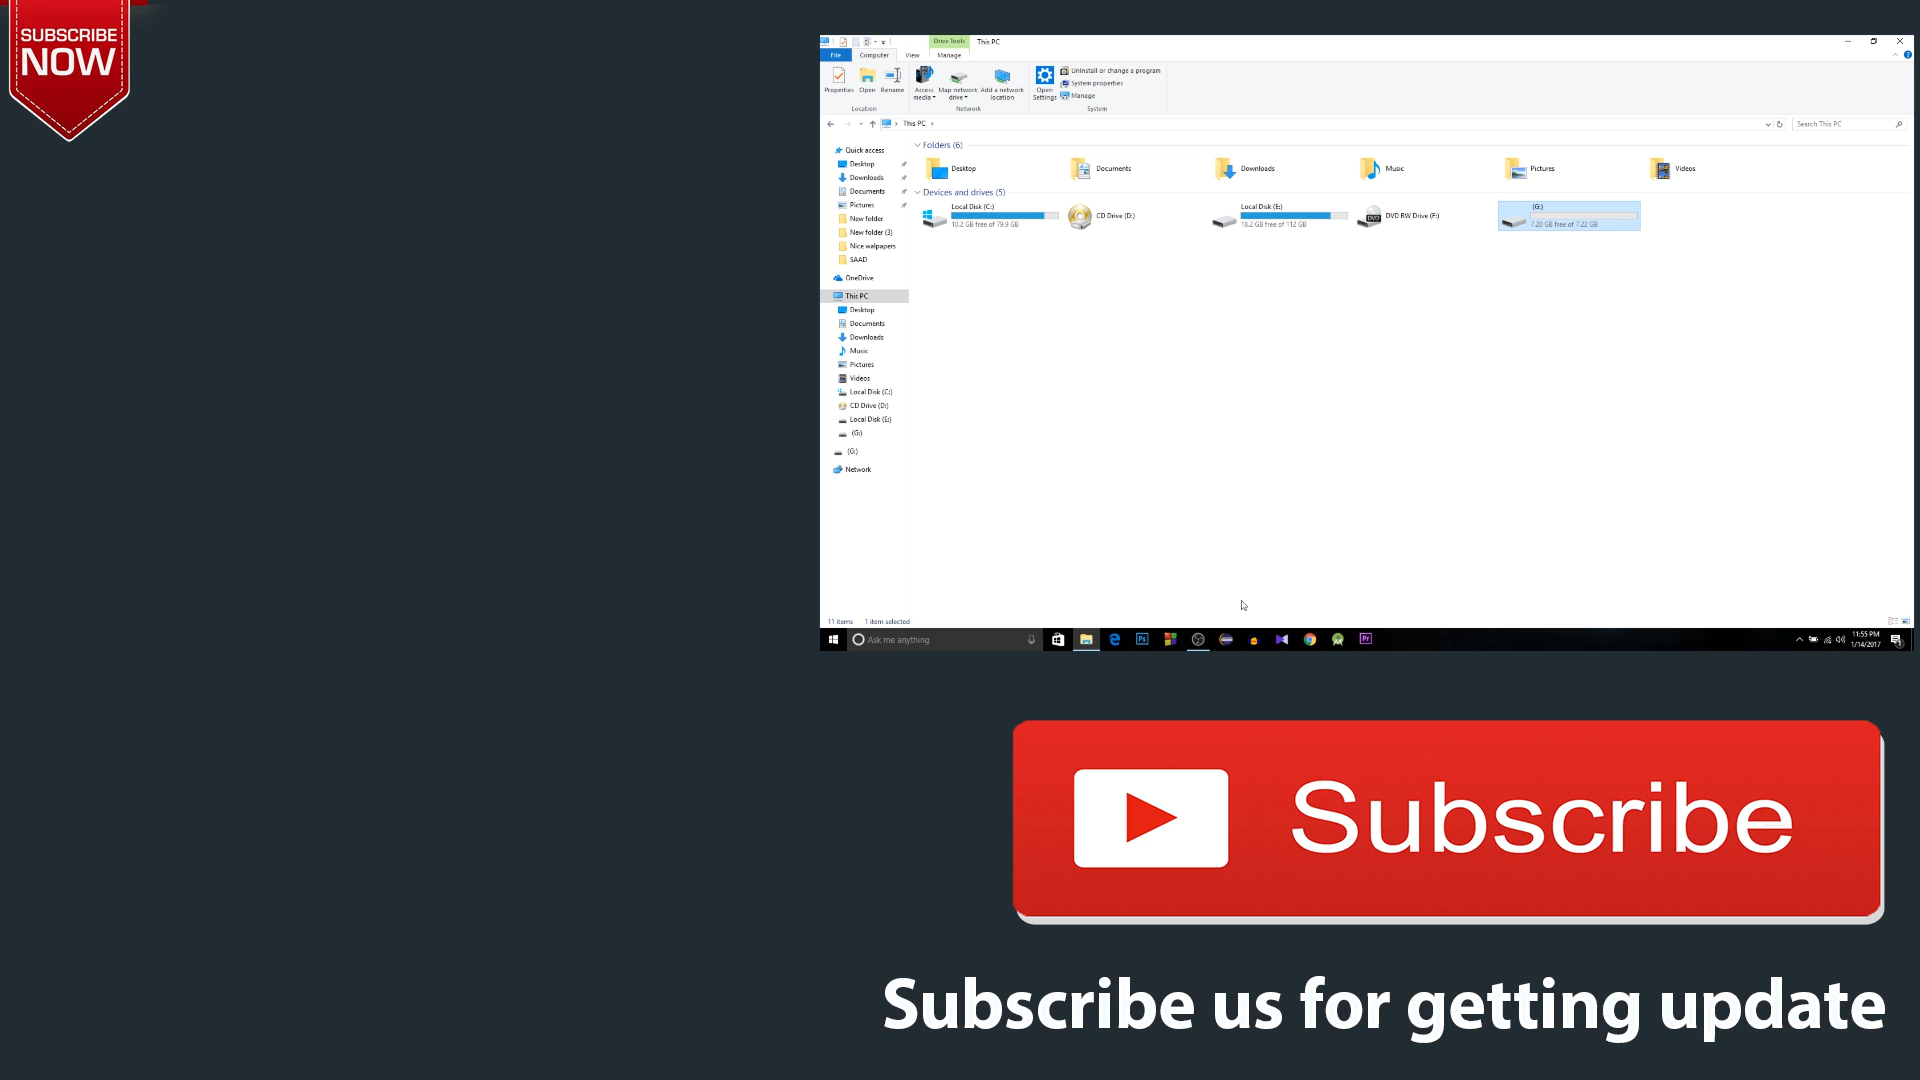 SUBSCRIBE
NOW
Drive Tools
This PC
File
Computer
View
Manage
Properties
Open
Rename
Access media
Map network drive
Add a network location
Open Settings
Uninstall or change a program
System properties
Manage
Location
Network
System
This PC
Search This PC
Quick access
Desktop
Downloads
Documents
Pictures
New folder
New folder (3)
Nice walpapers
SAAD
OneDrive
This PC
Desktop
Documents
Downloads
Music
Pictures
Videos
Local Disk (C:)
CD Drive (D:)
Local Disk (E:)
(G:)
(G:)
Network
Folders (6)
Desktop
Documents
Downloads
Music
Pictures
Videos
Devices and drives (5)
Local Disk (C:)
10.2 GB free of 79.9 GB
CD Drive (D:)
Local Disk (E:)
18.2 GB free of 112 GB
DVD RW Drive (F:)
(G:)
7.20 GB free of 7.22 GB
11 items
1 item selected
Ask me anything
Ps
Pr
11:55 PM
1/14/2017
Subscribe
Subscribe us for getting update